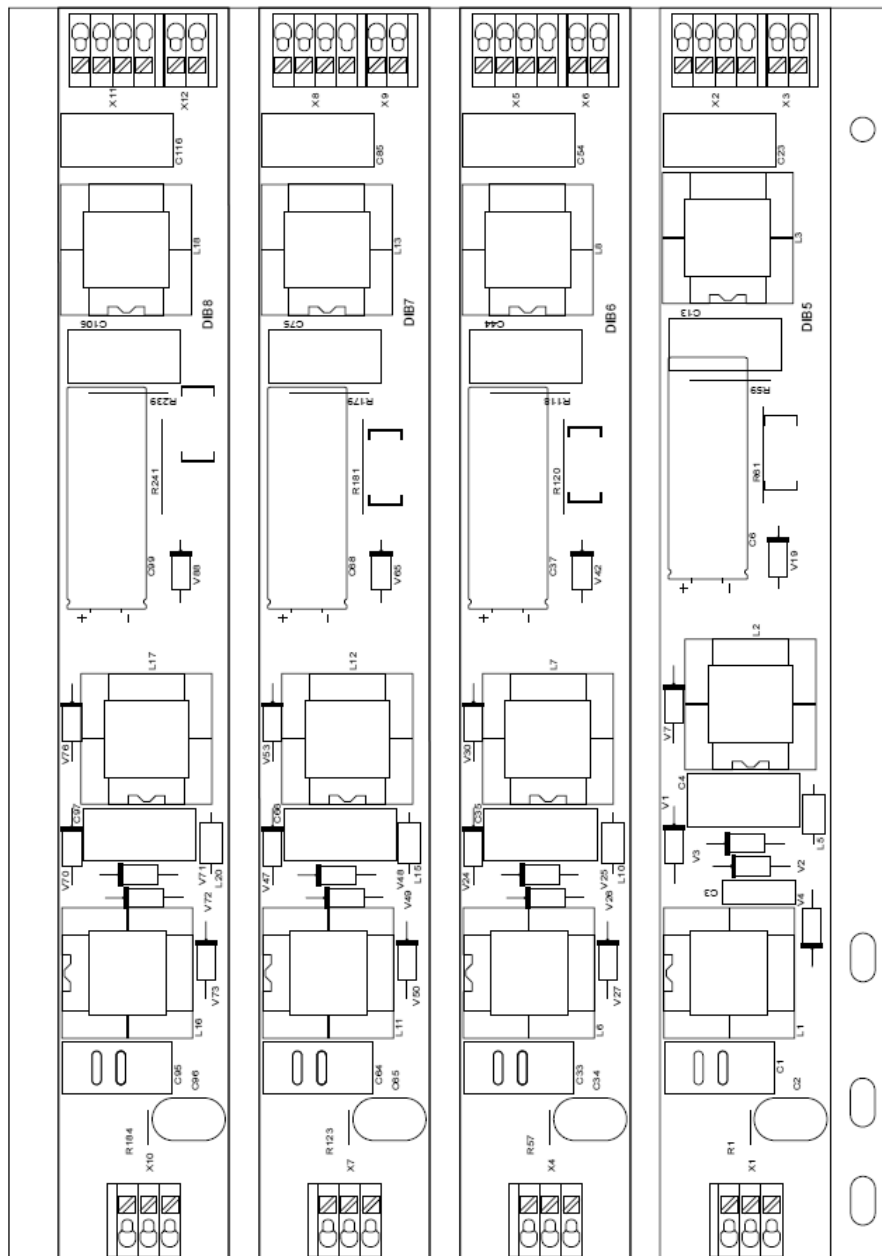 X11
X12
X8
X9
X5
X6
X2
X3
C116
C85
C54
C23
L18
L13
L8
L3
DIB8
DIB7
DIB6
DIB5
C106
C75
C44
C13
R239
R179
R118
R59
R241
R181
R120
R61
C99
C68
C37
C6
V88
V65
V42
V19
+
–
+
–
+
–
+
–
L17
L12
L7
L2
V76
V53
V30
V7
C97
C66
C35
C4
V1
V70
V47
V24
V3
V71
L20
V48
L15
V25
L10
L5
V2
V72
V49
V26
C3
V4
V73
V50
V27
L16
L11
L6
L1
C95
C96
C64
C65
C33
C34
C1
C2
R184
R123
R57
R1
X10
X7
X4
X1